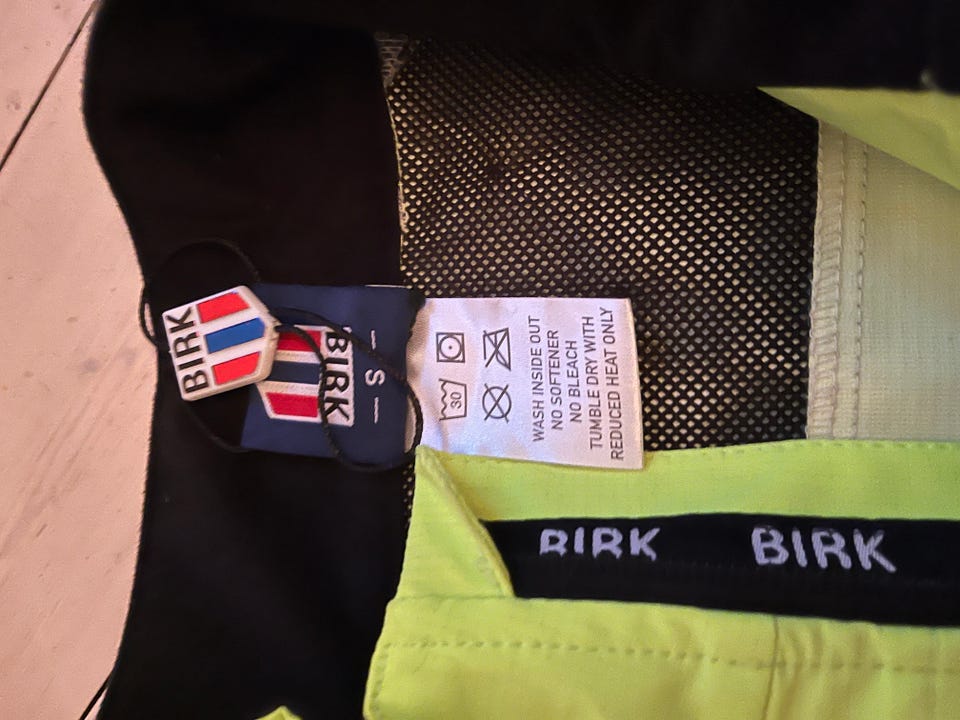 BIRK
BIRK
S
30
WASH INSIDE OUT
NO SOFTENER
NO BLEACH
TUMBLE DRY WITH
REDUCED HEAT ONLY
BIRK BIRK